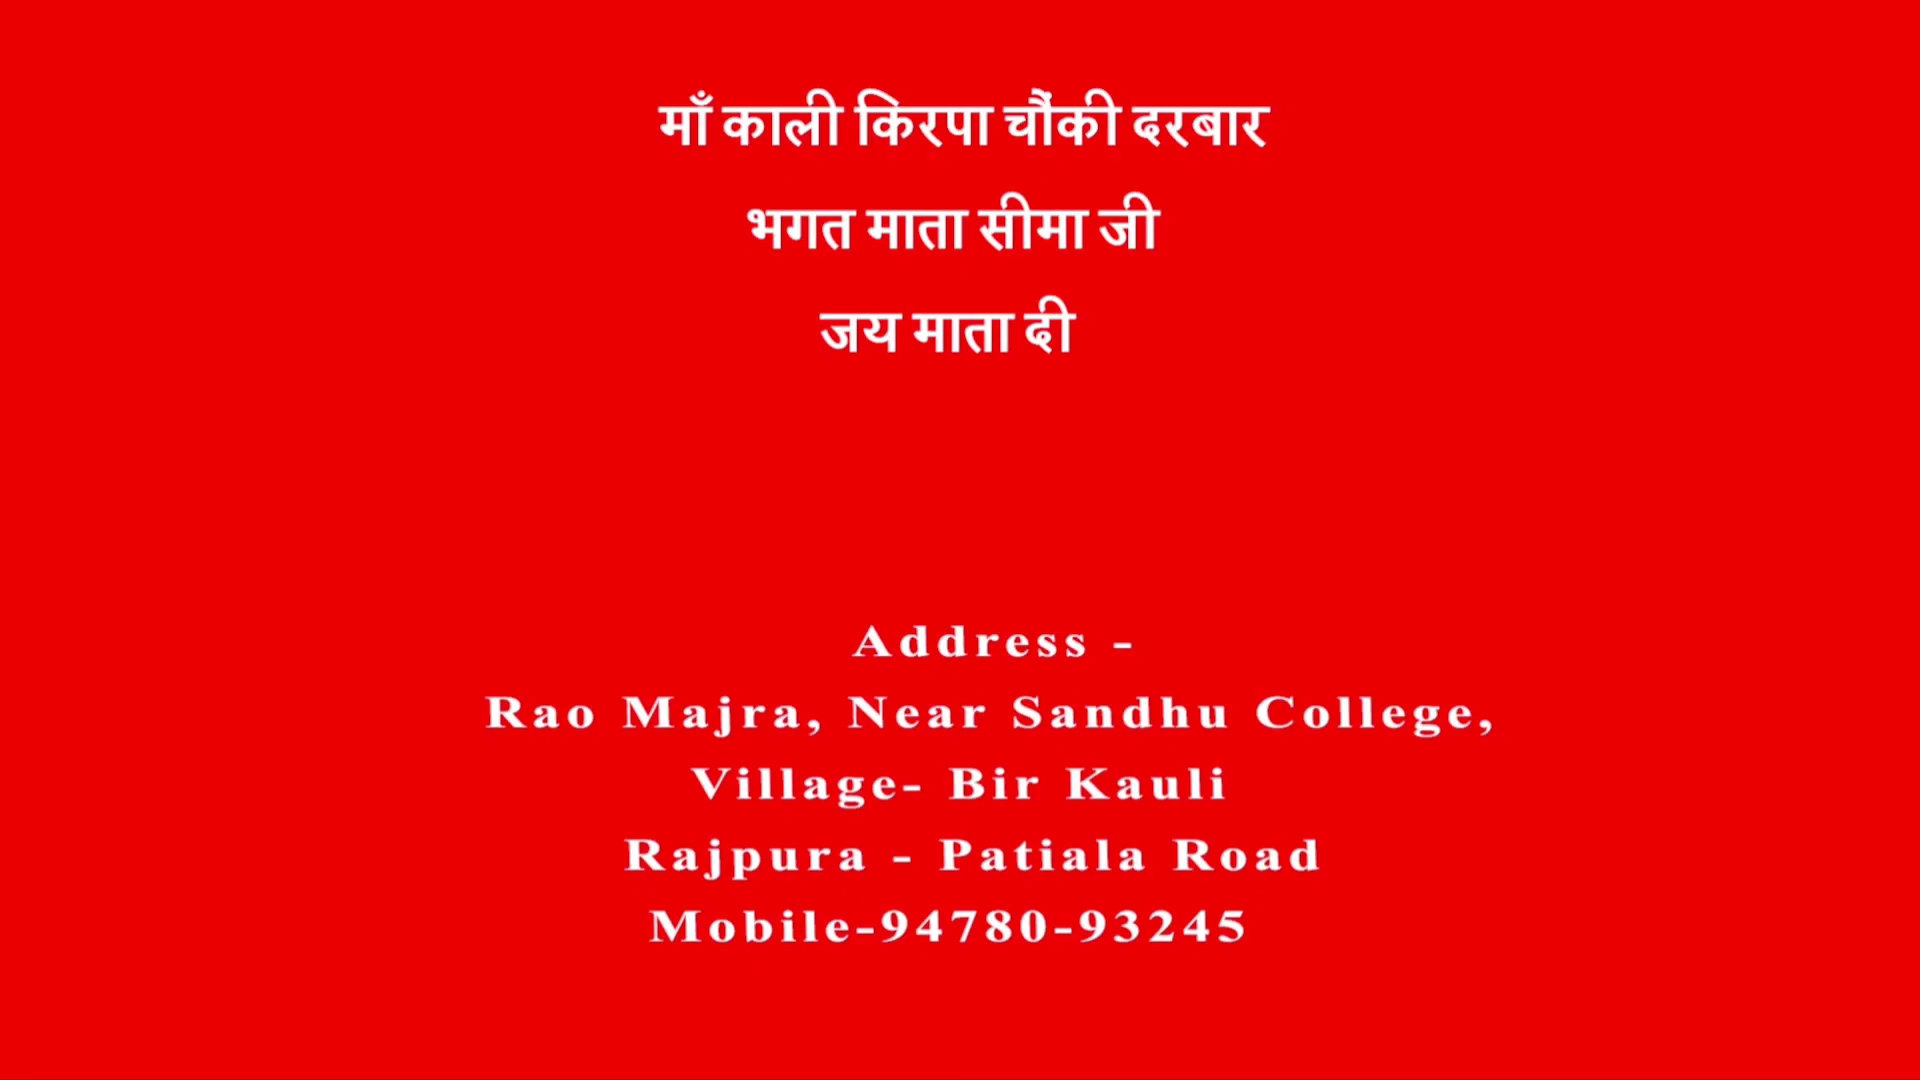 माँ काली किरपा चौंकी दरबार
भगत माता सीमा जी
जय माता दी
Address -
Rao Majra, Near Sandhu College,
Village- Bir Kauli
Rajpura - Patiala Road
Mobile-94780-93245